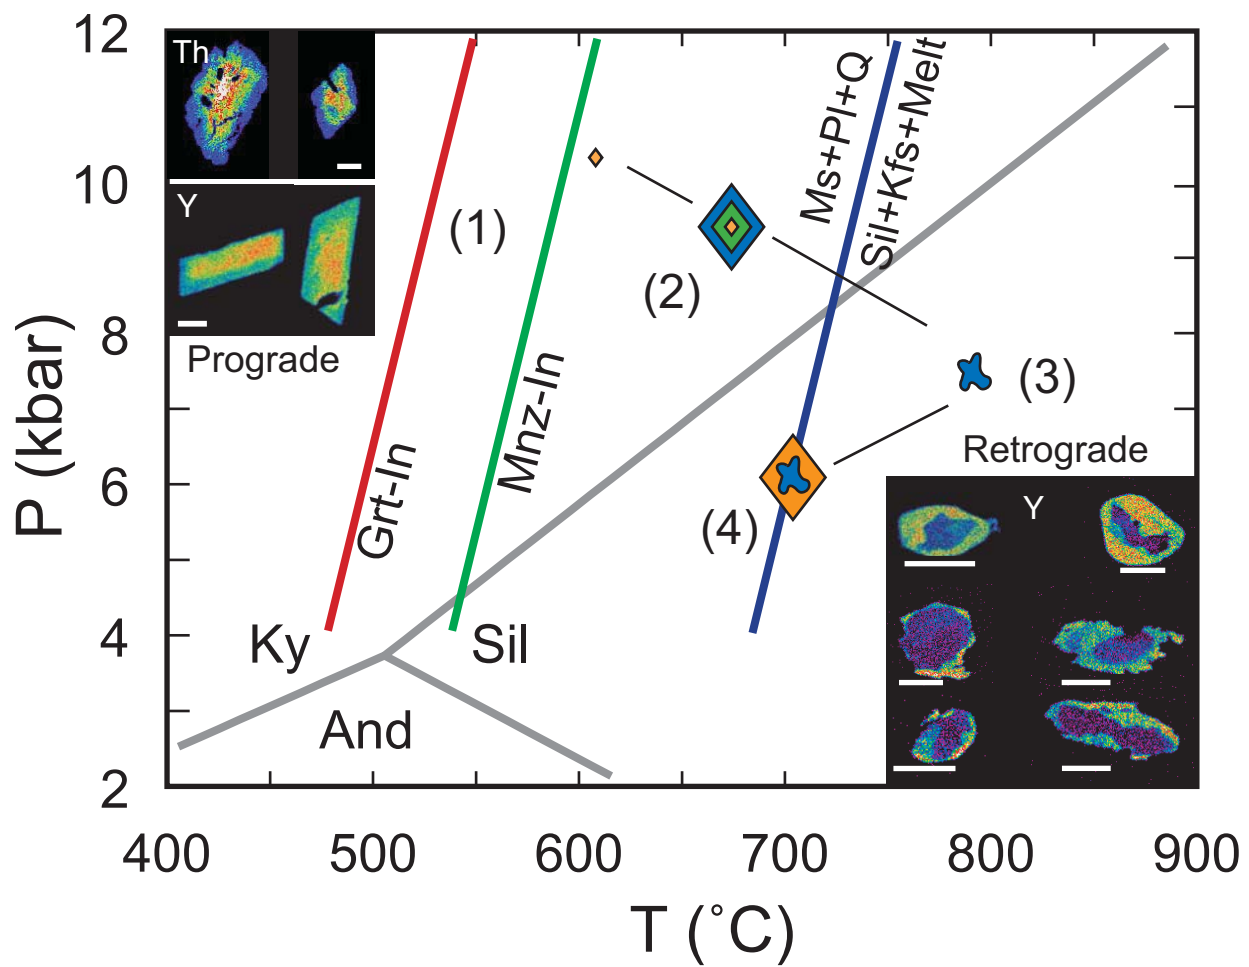 12
10
8
6
4
2
P (kbar)
400
500
600
700
800
900
T (˚C)
Th
Y
Prograde
(1)
Grt-In
Mnz-In
(2)
Ms+Pl+Q
Sil+Kfs+Melt
(3)
(4)
Retrograde
Y
Ky
Sil
And